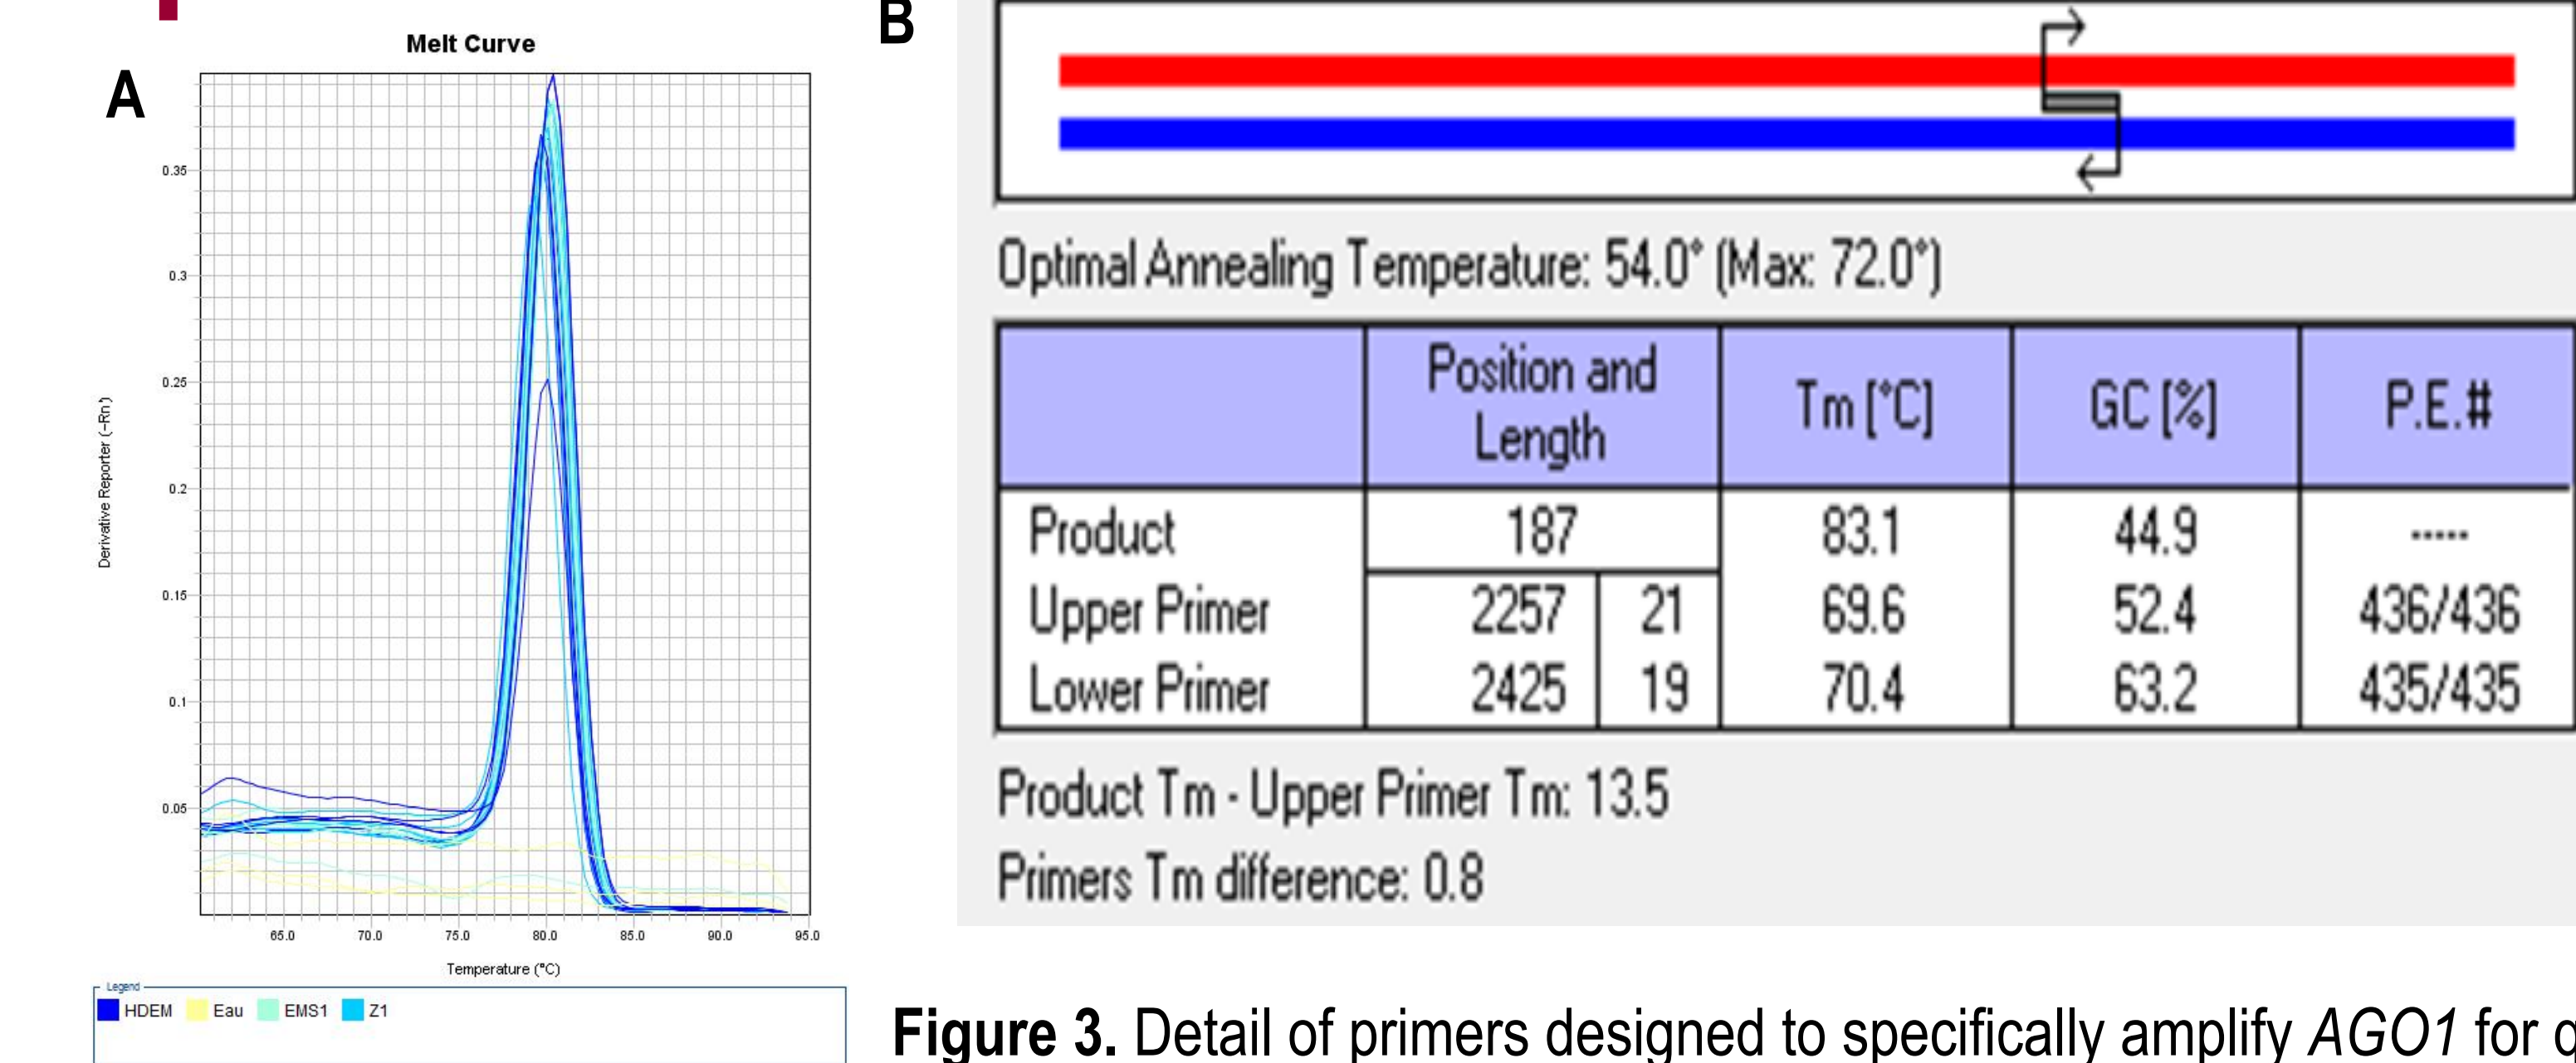 A
Melt Curve
Derivative Reporter (-Rn')
0.35
0.3
0.25
0.2
0.15
0.1
0.05
65.0 70.0 75.0 80.0 85.0 90.0 95.0
Temperature (°C)
Legend
HDEM Eau EMS1 Z1
B
Optimal Annealing Temperature: 54.0° (Max: 72.0°)
Position and Length Tm [°C] GC [%] P.E.#
Product 187 83.1 44.9 -----
Upper Primer 2257 21 69.6 52.4 436/436
Lower Primer 2425 19 70.4 63.2 435/435
Product Tm - Upper Primer Tm: 13.5
Primers Tm difference: 0.8
Figure 3. Detail of primers designed to specifically amplify AGO1 for